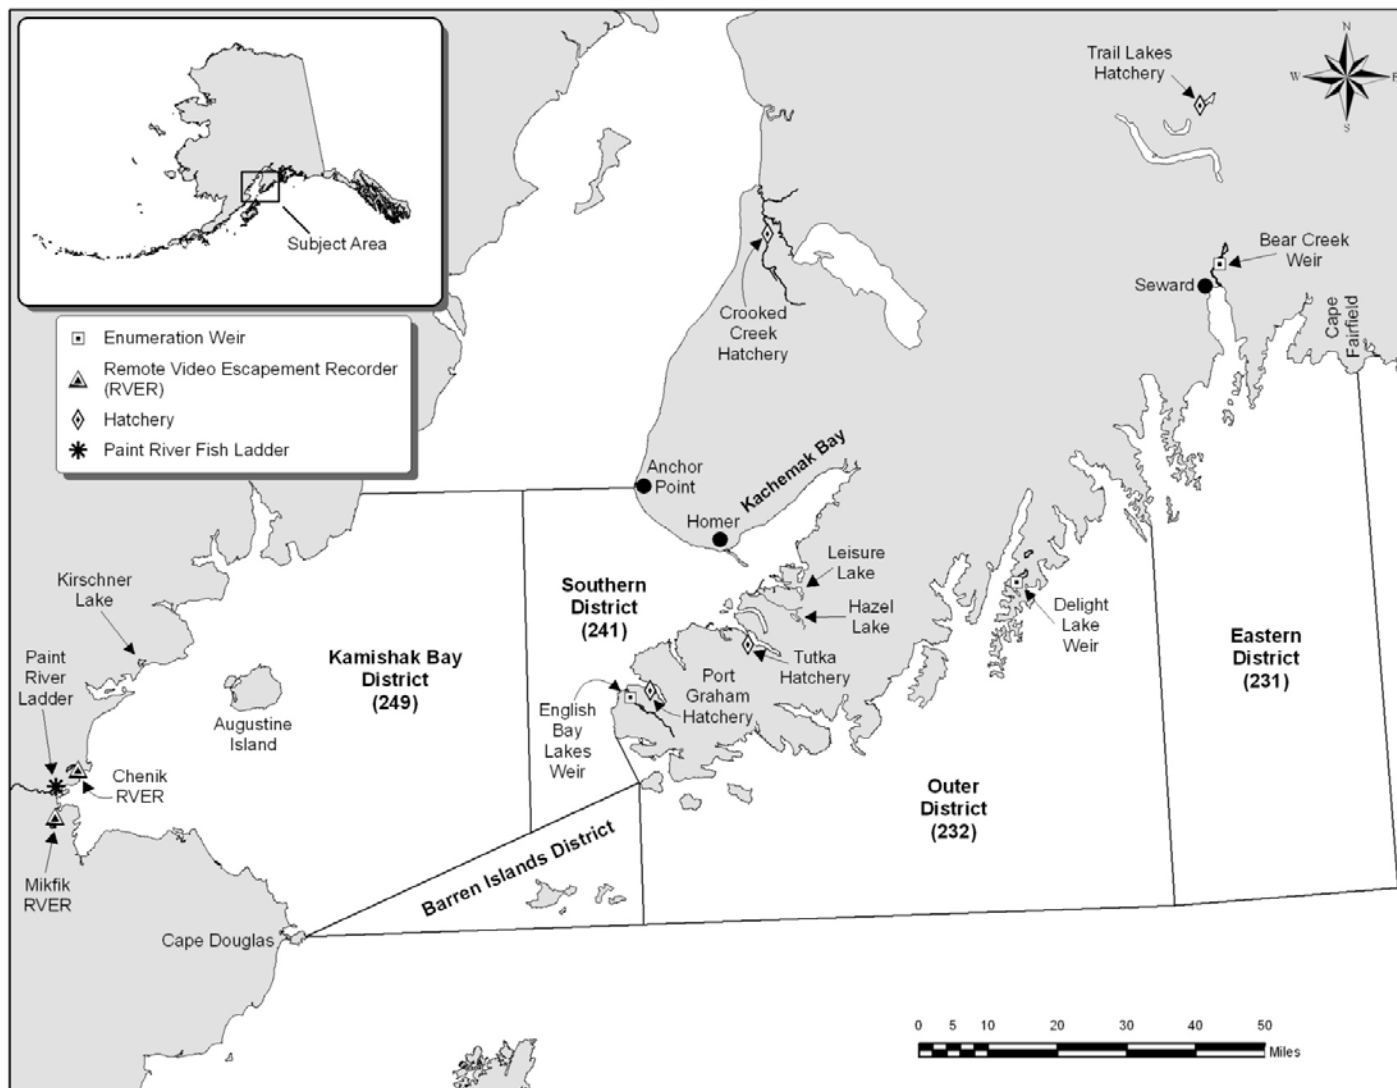 Subject Area
Enumeration Weir
Remote Video Escapement Recorder
(RVER)
Hatchery
Paint River Fish Ladder
Trail Lakes
Hatchery
N
W
E
S
Bear Creek
Weir
Seward
Cape
Fairfield
Crooked
Creek
Hatchery
Anchor
Point
Kachemak Bay
Homer
Leisure
Lake
Hazel
Lake
Southern
District
(241)
Kirschner
Lake
Paint
River
Ladder
Kamishak Bay
District
(249)
Augustine
Island
Tutka
Hatchery
Port
Graham
Hatchery
English
Bay
Lakes
Weir
Delight
Lake
Weir
Eastern
District
(231)
Chenik
RVER
Mikfik
RVER
Outer
District
(232)
Barren Islands District
Cape Douglas
0 5 10 20 30 40 50
Miles